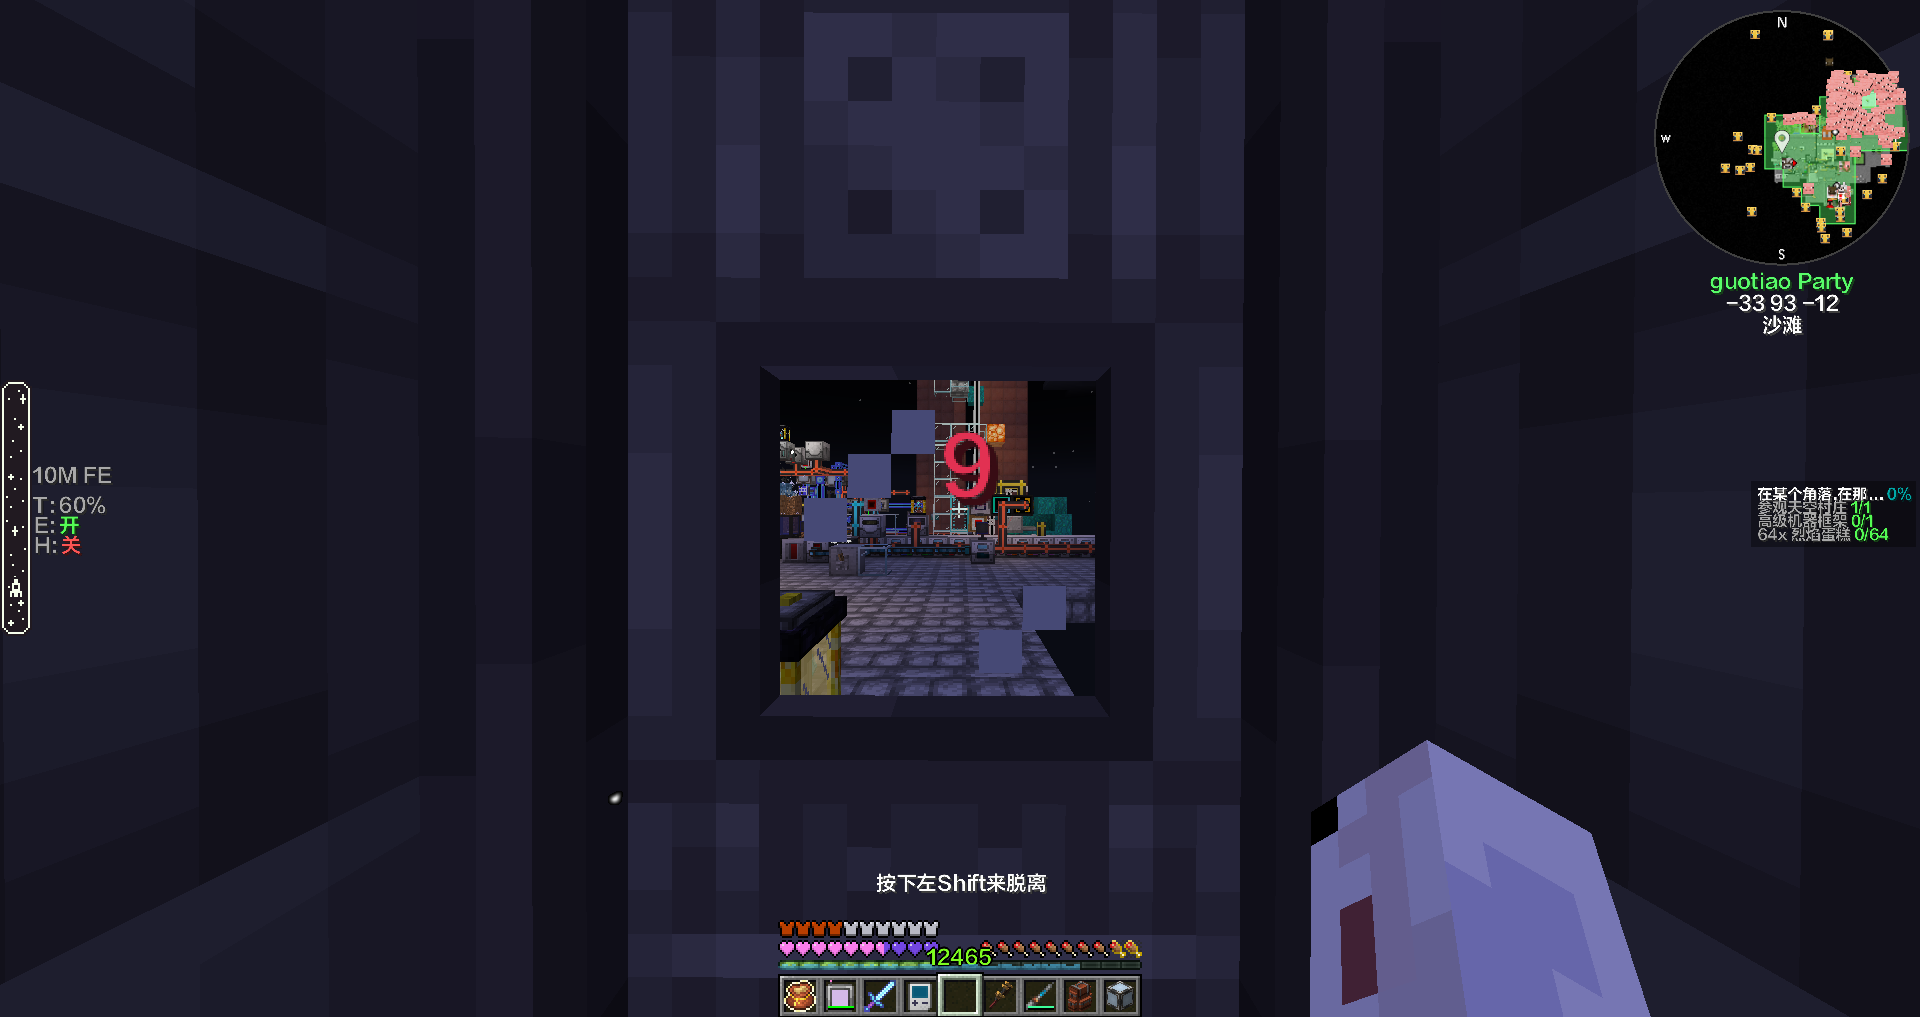 N
W
S
guotiao Party
-33 93 -12
沙滩
10M FE
T:60%
E:开
H:关
9
在某个角落,在那... 0%
参观天空村庄 1/1
高级机器框架 0/1
64x 烈焰蛋糕 0/64
按下左Shift来脱离
12465